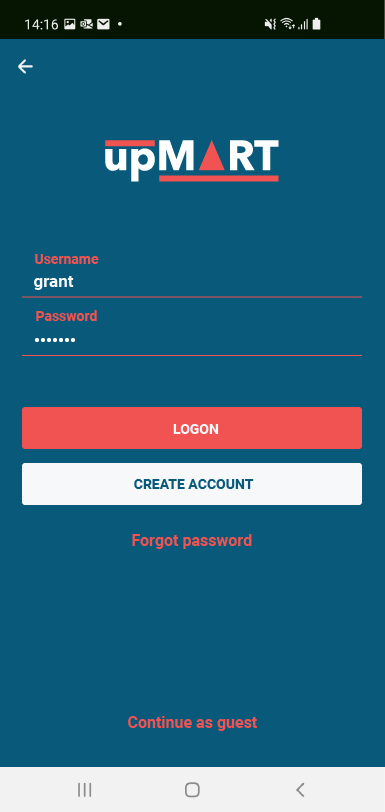 14:16
upMART
Username
grant
Password
•••••••
LOGON
CREATE ACCOUNT
Forgot password
Continue as guest